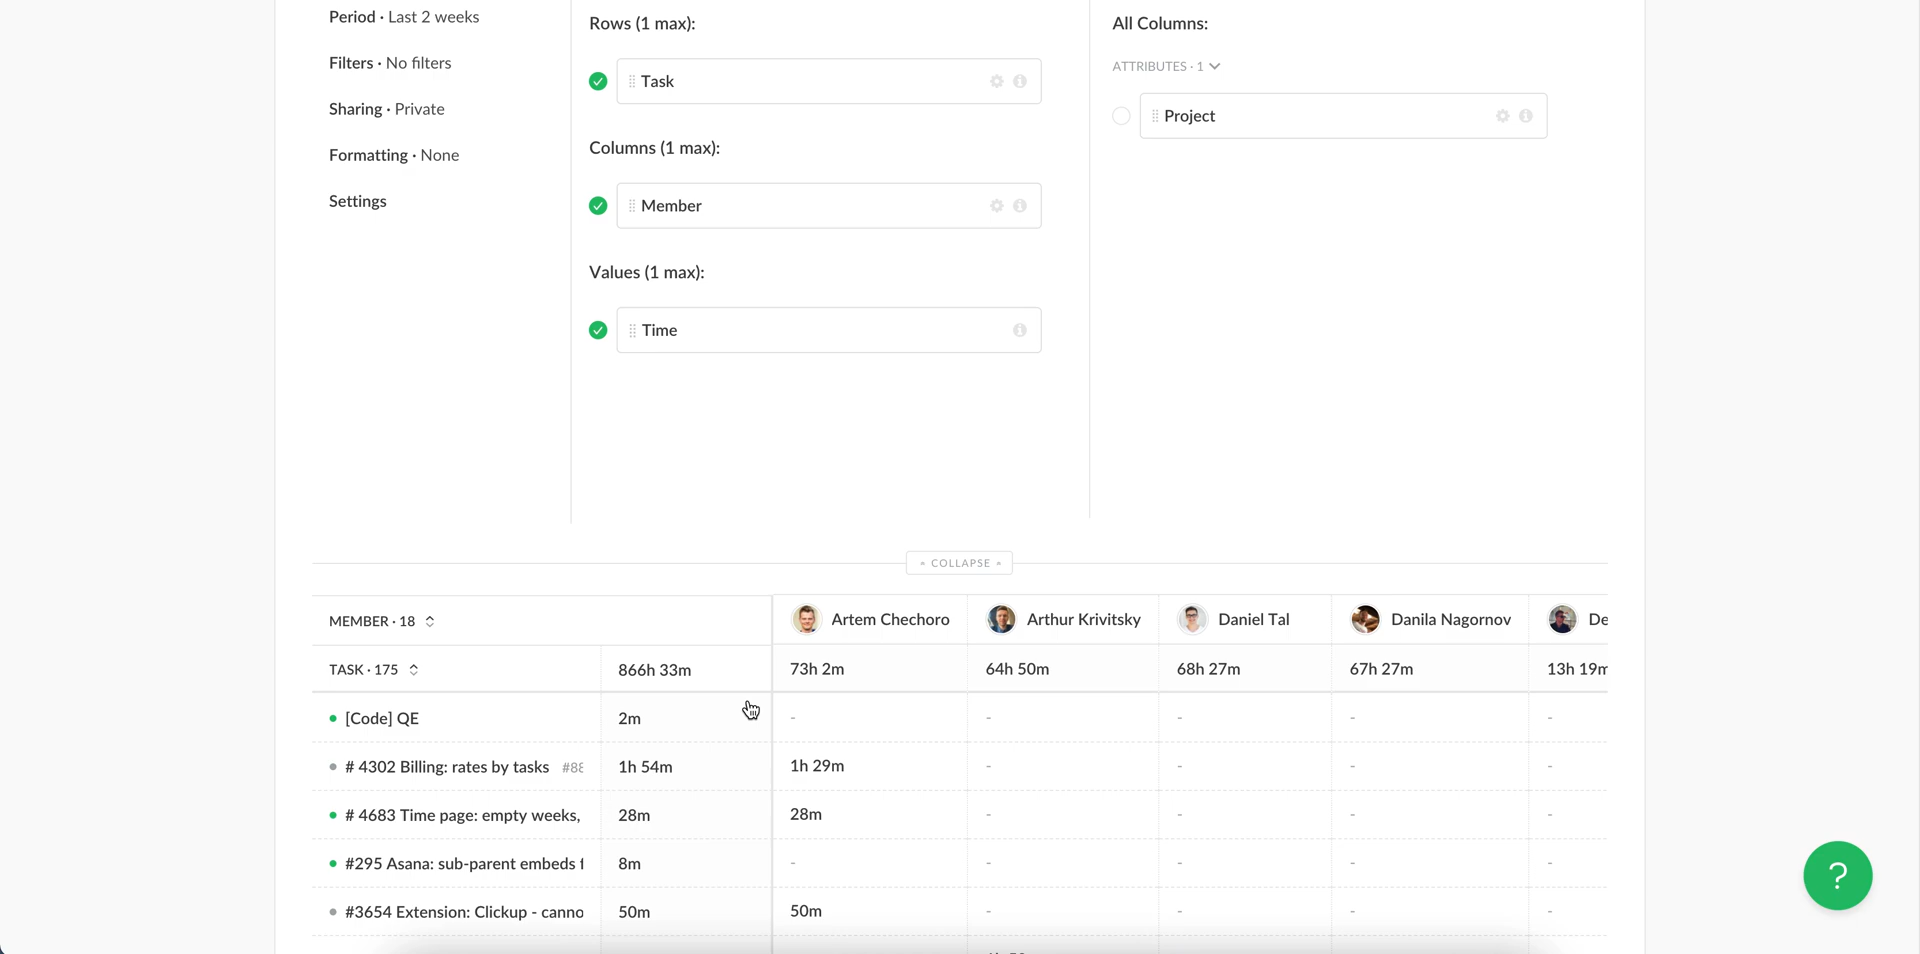 Period · Last 2 weeks
Filters · No filters
Sharing · Private
Formatting · None
Settings
Rows (1 max):
Task
Columns (1 max):
Member
Values (1 max):
Time
All Columns:
ATTRIBUTES · 1
Project
COLLAPSE
MEMBER · 18
Artem Chechoro
Arthur Krivitsky
Daniel Tal
Danila Nagornov
De
TASK · 175
866h 33m
73h 2m
64h 50m
68h 27m
67h 27m
13h 19m
[Code] QE
2m
-
-
-
-
-
# 4302 Billing: rates by tasks #88
1h 54m
1h 29m
-
-
-
-
# 4683 Time page: empty weeks,
28m
28m
-
-
-
-
#295 Asana: sub-parent embeds f
8m
-
-
-
-
-
#3654 Extension: Clickup - canno
50m
50m
-
-
-
-
?